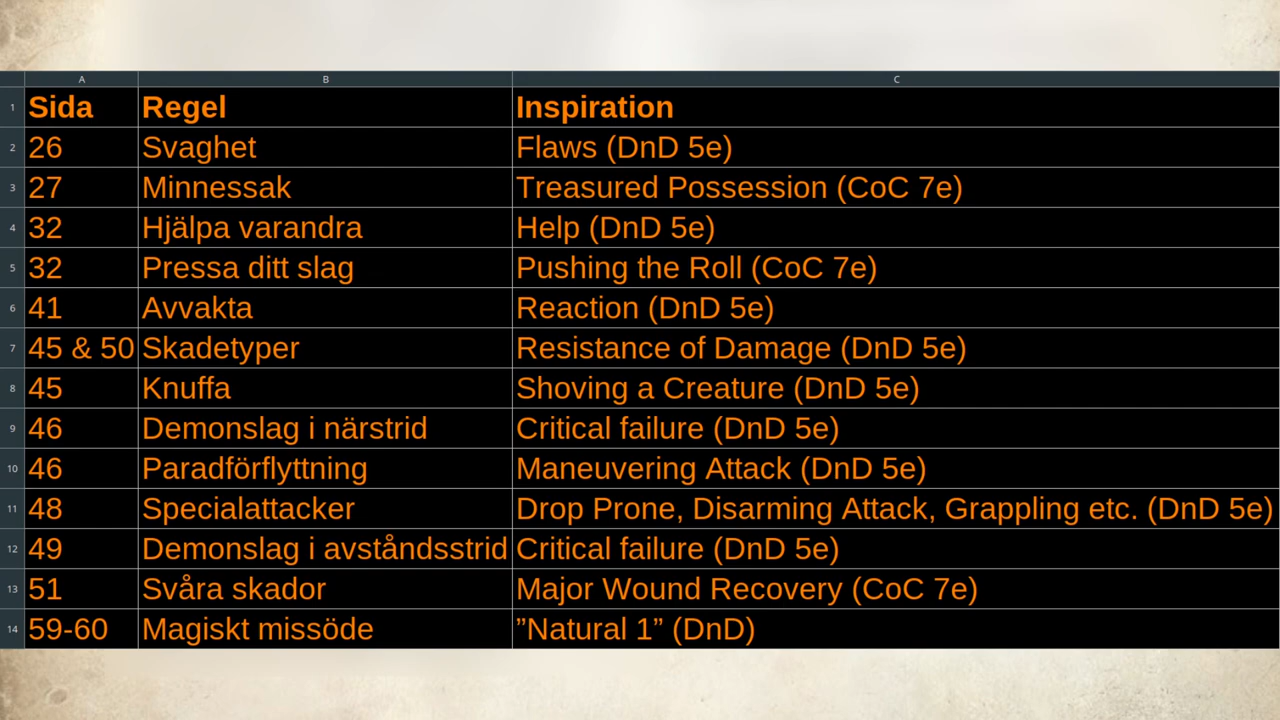 A B C
1 Sida Regel Inspiration
2 26 Svaghet Flaws (DnD 5e)
3 27 Minnessak Treasured Possession (CoC 7e)
4 32 Hjälpa varandra Help (DnD 5e)
5 32 Pressa ditt slag Pushing the Roll (CoC 7e)
6 41 Avvakta Reaction (DnD 5e)
7 45 & 50 Skadetyper Resistance of Damage (DnD 5e)
8 45 Knuffa Shoving a Creature (DnD 5e)
9 46 Demonslag i närstrid Critical failure (DnD 5e)
10 46 Paradförflyttning Maneuvering Attack (DnD 5e)
11 48 Specialattacker Drop Prone, Disarming Attack, Grappling etc. (DnD 5e)
12 49 Demonslag i avståndsstrid Critical failure (DnD 5e)
13 51 Svåra skador Major Wound Recovery (CoC 7e)
14 59-60 Magiskt missöde ”Natural 1” (DnD)